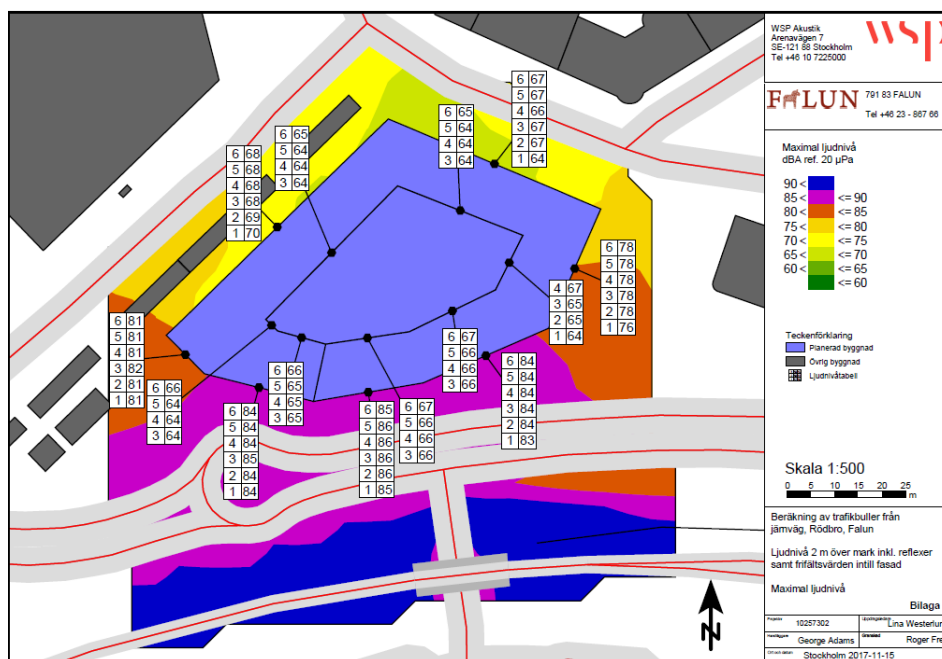 WSP Akustik
Arenavägen 7
SE-121 88 Stockholm
Tel +46 10 7225000
wsp
FALUN
791 83 FALUN
Tel +46 23 - 867 66
Maximal ljudnivå
dBA ref. 20 µPa
90 <
85 < <= 90
80 < <= 85
75 < <= 80
70 < <= 75
65 < <= 70
60 < <= 65
<= 60
Teckenförklaring
Planerad byggnad
Övrig byggnad
Ljudnivåtabell
Skala 1:500
0 5 10 15 20 25
m
Beräkning av trafikbuller från
järnväg, Rödbro, Falun
Ljudnivå 2 m över mark inkl. reflexer
samt frifältsvärden intill fasad
Maximal ljudnivå
Bilaga
10257302
Lina Westerlun
George Adams
Roger Fre
Stockholm 2017-11-15
N
6 67
5 67
4 66
3 67
2 67
1 64
6 65
5 64
4 64
3 64
6 65
5 64
4 64
3 64
6 68
5 68
4 68
3 68
2 69
1 70
6 78
5 78
4 78
3 78
2 78
1 76
4 67
3 65
2 65
1 64
6 81
5 81
4 81
3 82
2 81
1 81
6 67
5 66
4 66
3 66
6 84
5 84
4 84
3 84
2 84
1 83
6 66
5 65
4 65
3 65
6 66
5 64
4 64
3 64
6 84
5 84
4 84
3 85
2 84
1 84
6 85
5 86
4 86
3 86
2 86
1 85
6 67
5 66
4 66
3 66